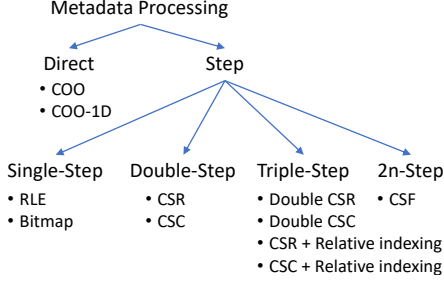 Metadata Processing
Direct
• COO
• COO-1D
Step
Single-Step
• RLE
• Bitmap
Double-Step
• CSR
• CSC
Triple-Step
• Double CSR
• Double CSC
• CSR + Relative indexing
• CSC + Relative indexing
2n-Step
• CSF